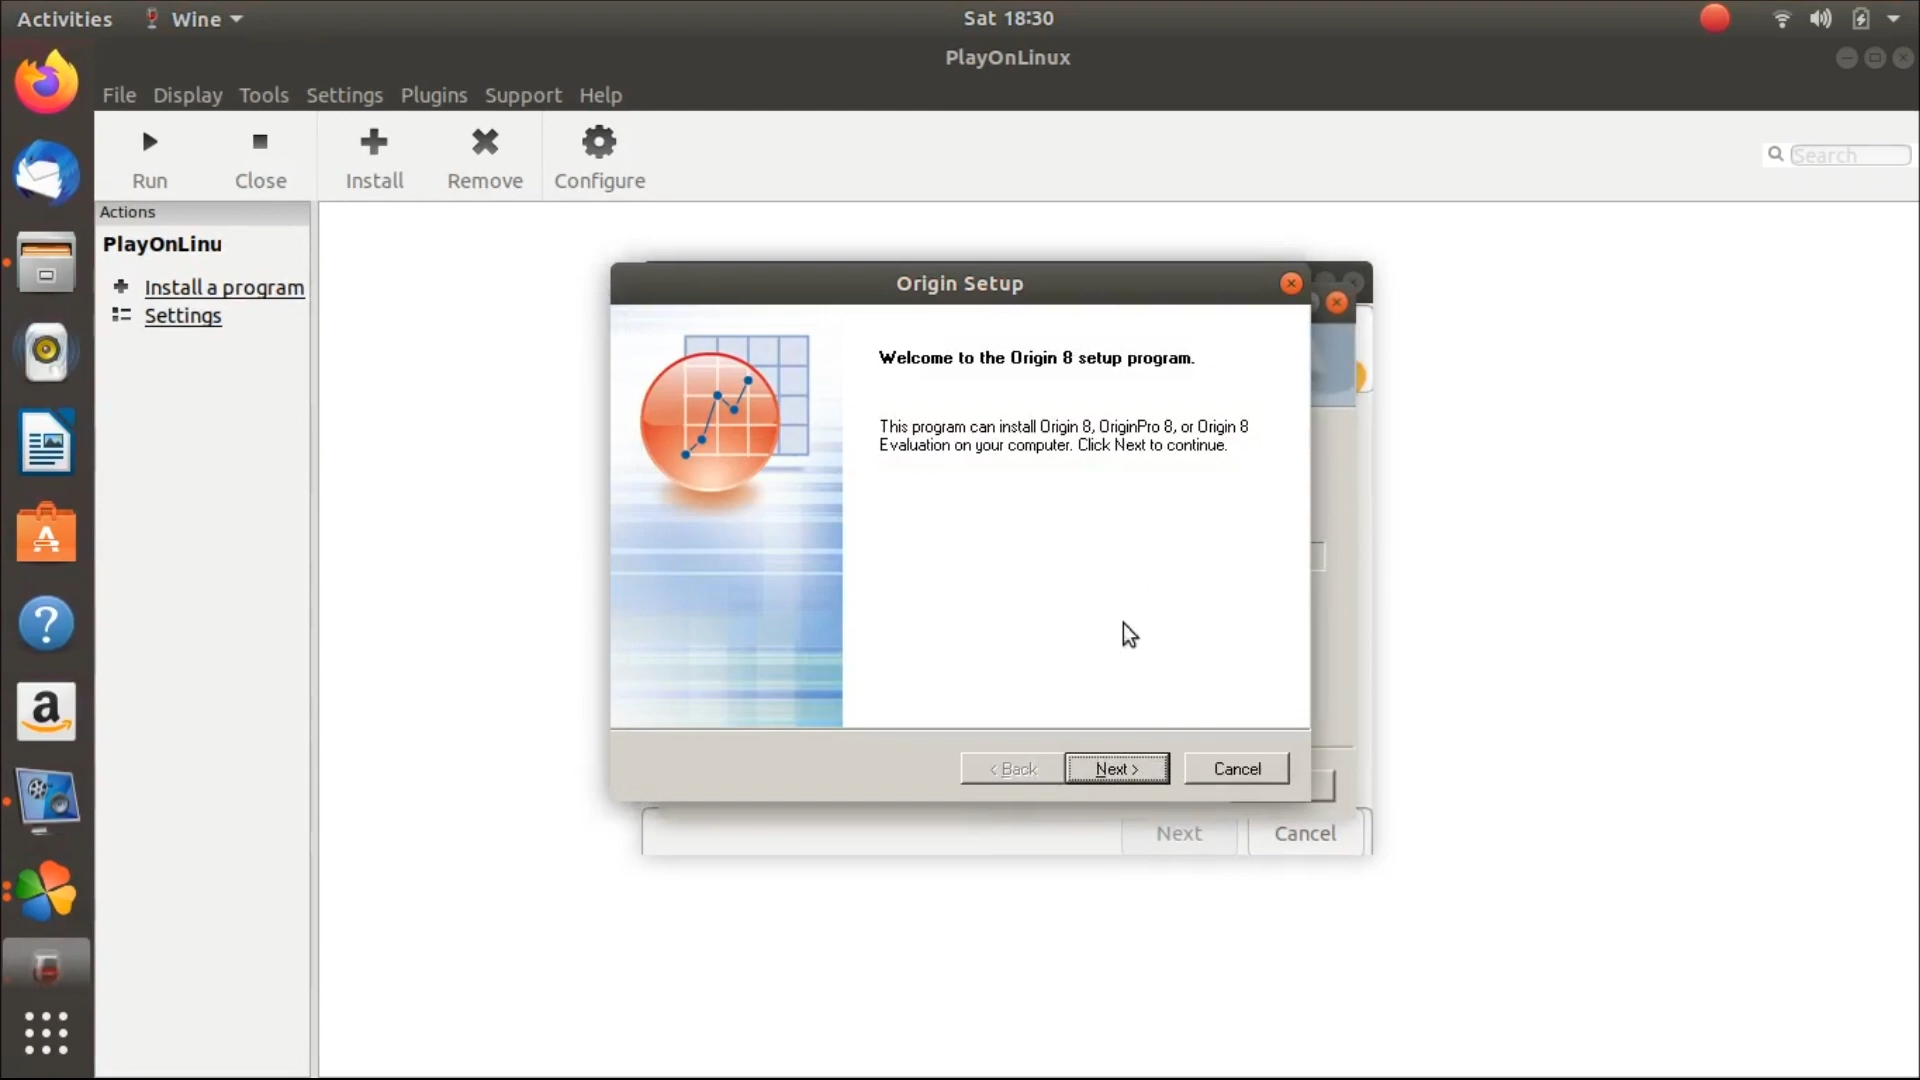 Activities
Wine
Sat 18:30
PlayOnLinux
File Display Tools Settings Plugins Support Help
Run
Close
Install
Remove
Configure
Search
Actions
PlayOnLinu
Install a program
Settings
Origin Setup
Welcome to the Origin 8 setup program.
This program can install Origin 8, OriginPro 8, or Origin 8
Evaluation on your computer. Click Next to continue.
< Back
Next >
Cancel
Next
Cancel